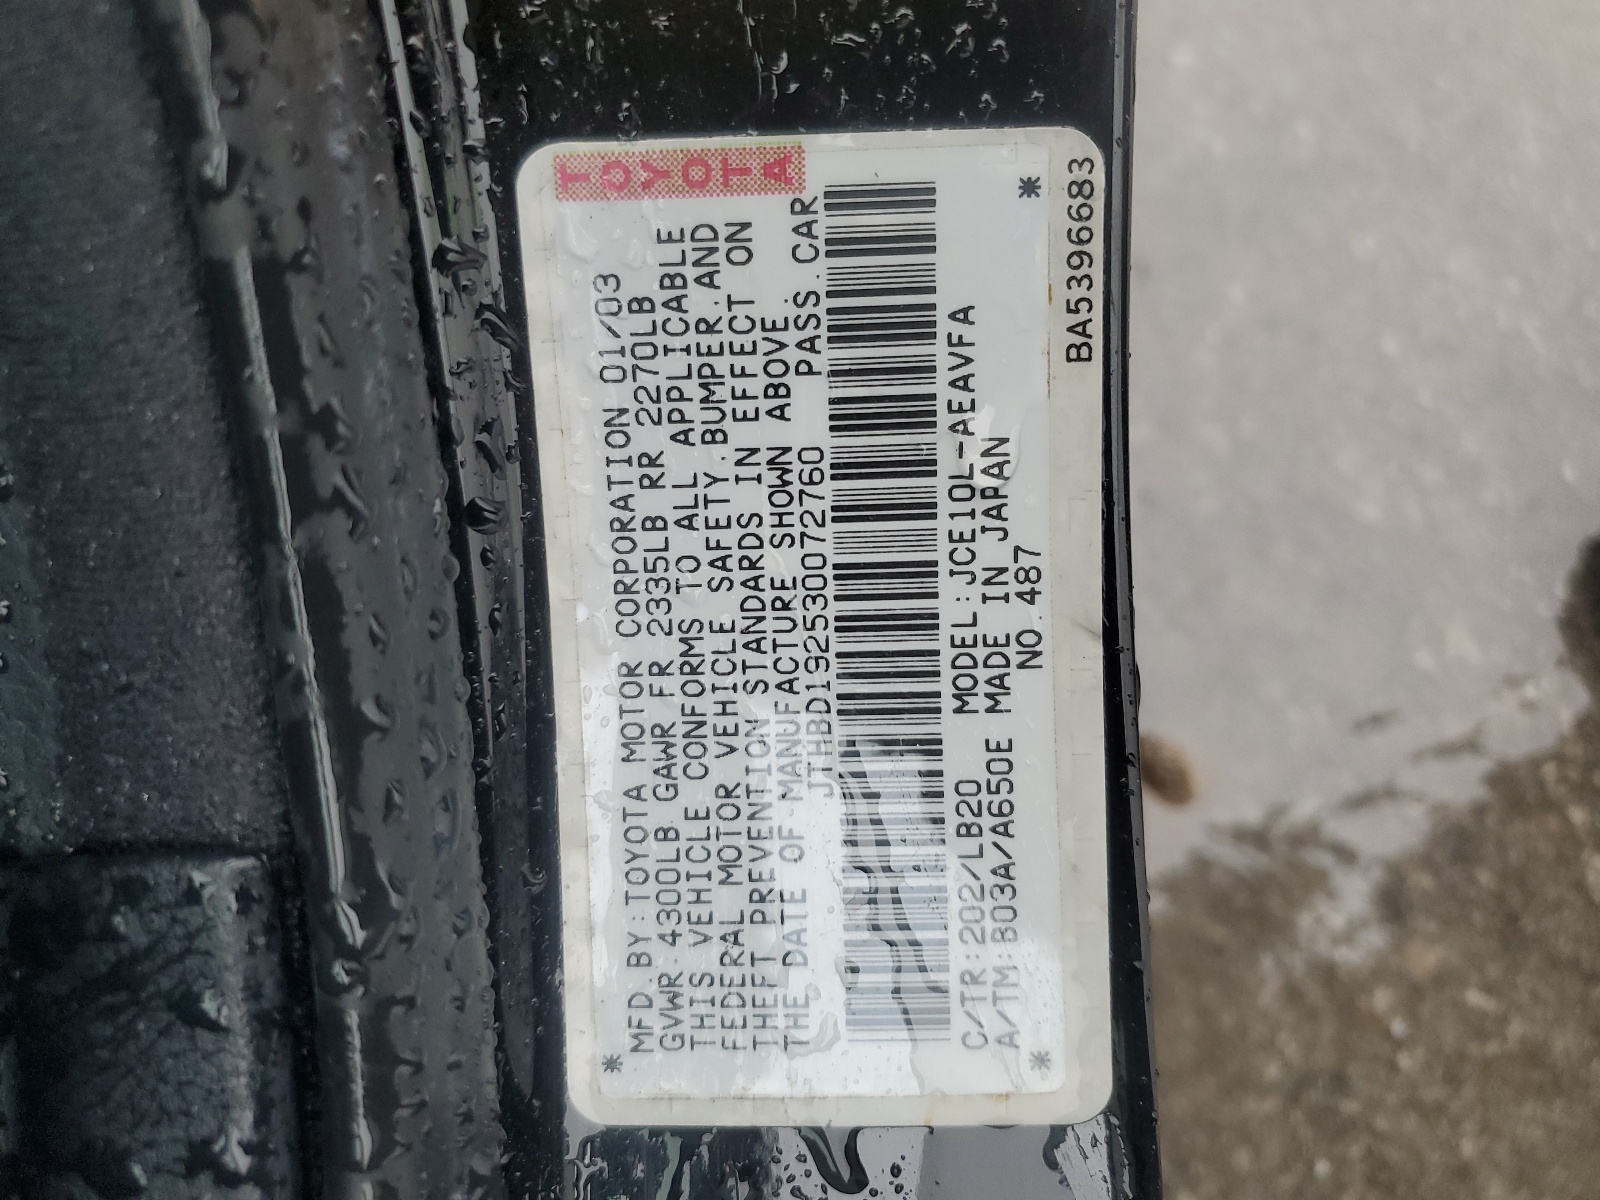 TOYOTA
*
MFD. BY: TOYOTA MOTOR CORPORATION 01/03
GVWR 4300LB GAWR FR 2335LB RR 2270LB
THIS VEHICLE CONFORMS TO ALL APPLICABLE
FEDERAL MOTOR VEHICLE SAFETY. BUMPER. AND
THEFT PREVENTION STANDARDS IN EFFECT ON
THE DATE OF MANUFACTURE SHOWN ABOVE.
JTHBD192530072760 PASS. CAR
C/TR:202/LB20 MODEL:JCE10L-AEAVFA
A/TM:B03A/A650E MADE IN JAPAN
* NO.487 *
BA5396683